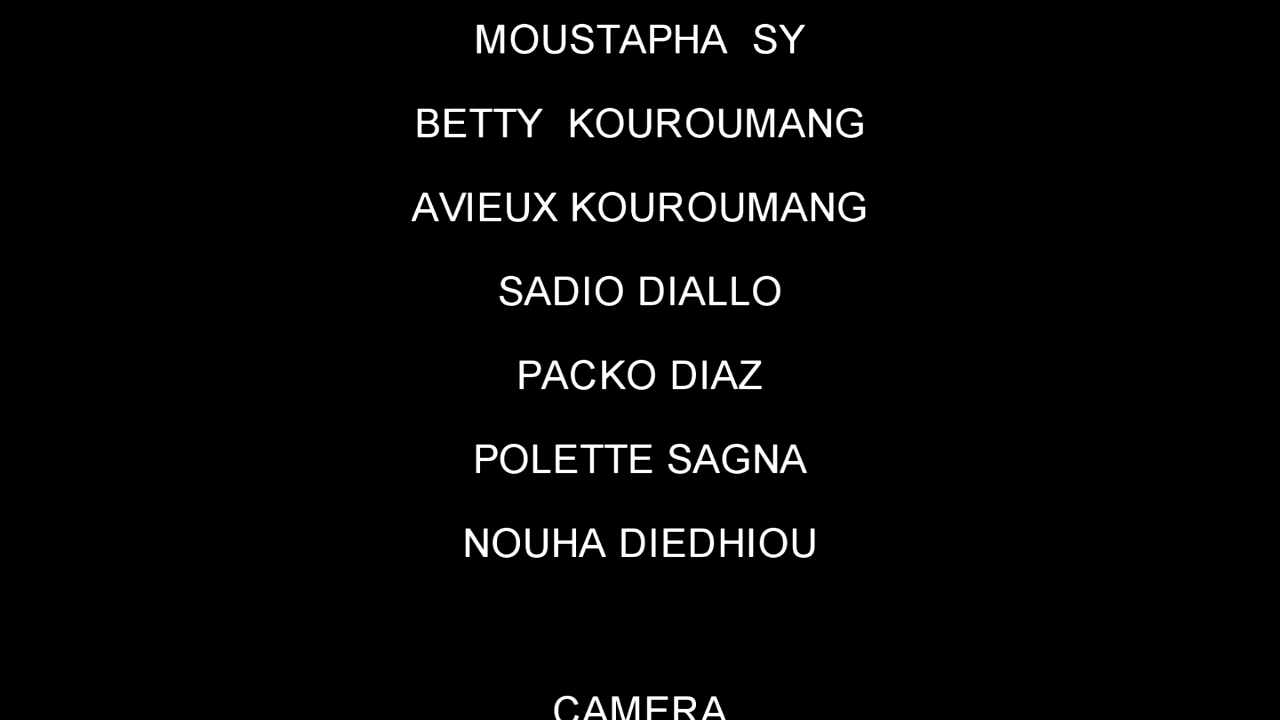 MOUSTAPHA  SY
BETTY  KOUROUMANG
AVIEUX KOUROUMANG
SADIO DIALLO
PACKO DIAZ
POLETTE SAGNA
NOUHA DIEDHIOU
CAMERA